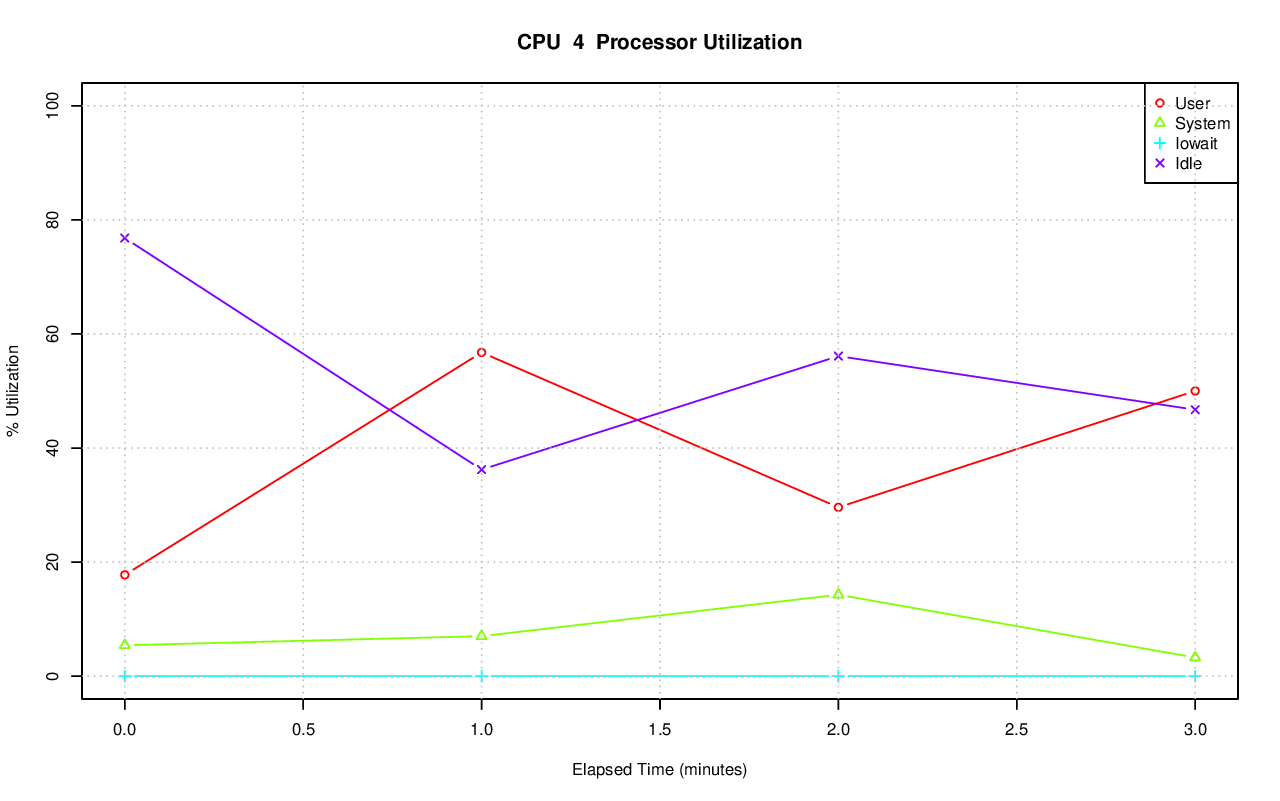 CPU  4  Processor Utilization
User
System
Iowait
Idle
% Utilization
100
80
60
40
20
0
0.0 0.5 1.0 1.5 2.0 2.5 3.0
Elapsed Time (minutes)